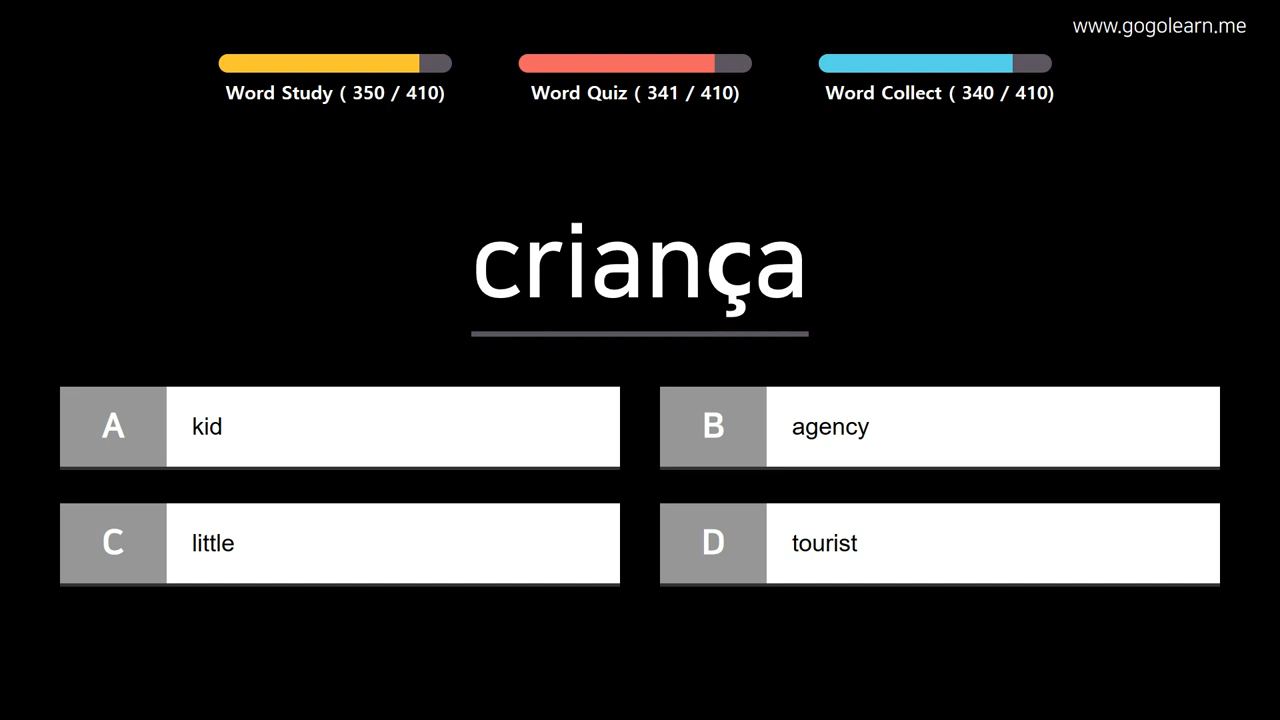 www.gogolearn.me
Word Study ( 350 / 410)
Word Quiz ( 341 / 410)
Word Collect ( 340 / 410)
criança
A kid
B agency
C little
D tourist